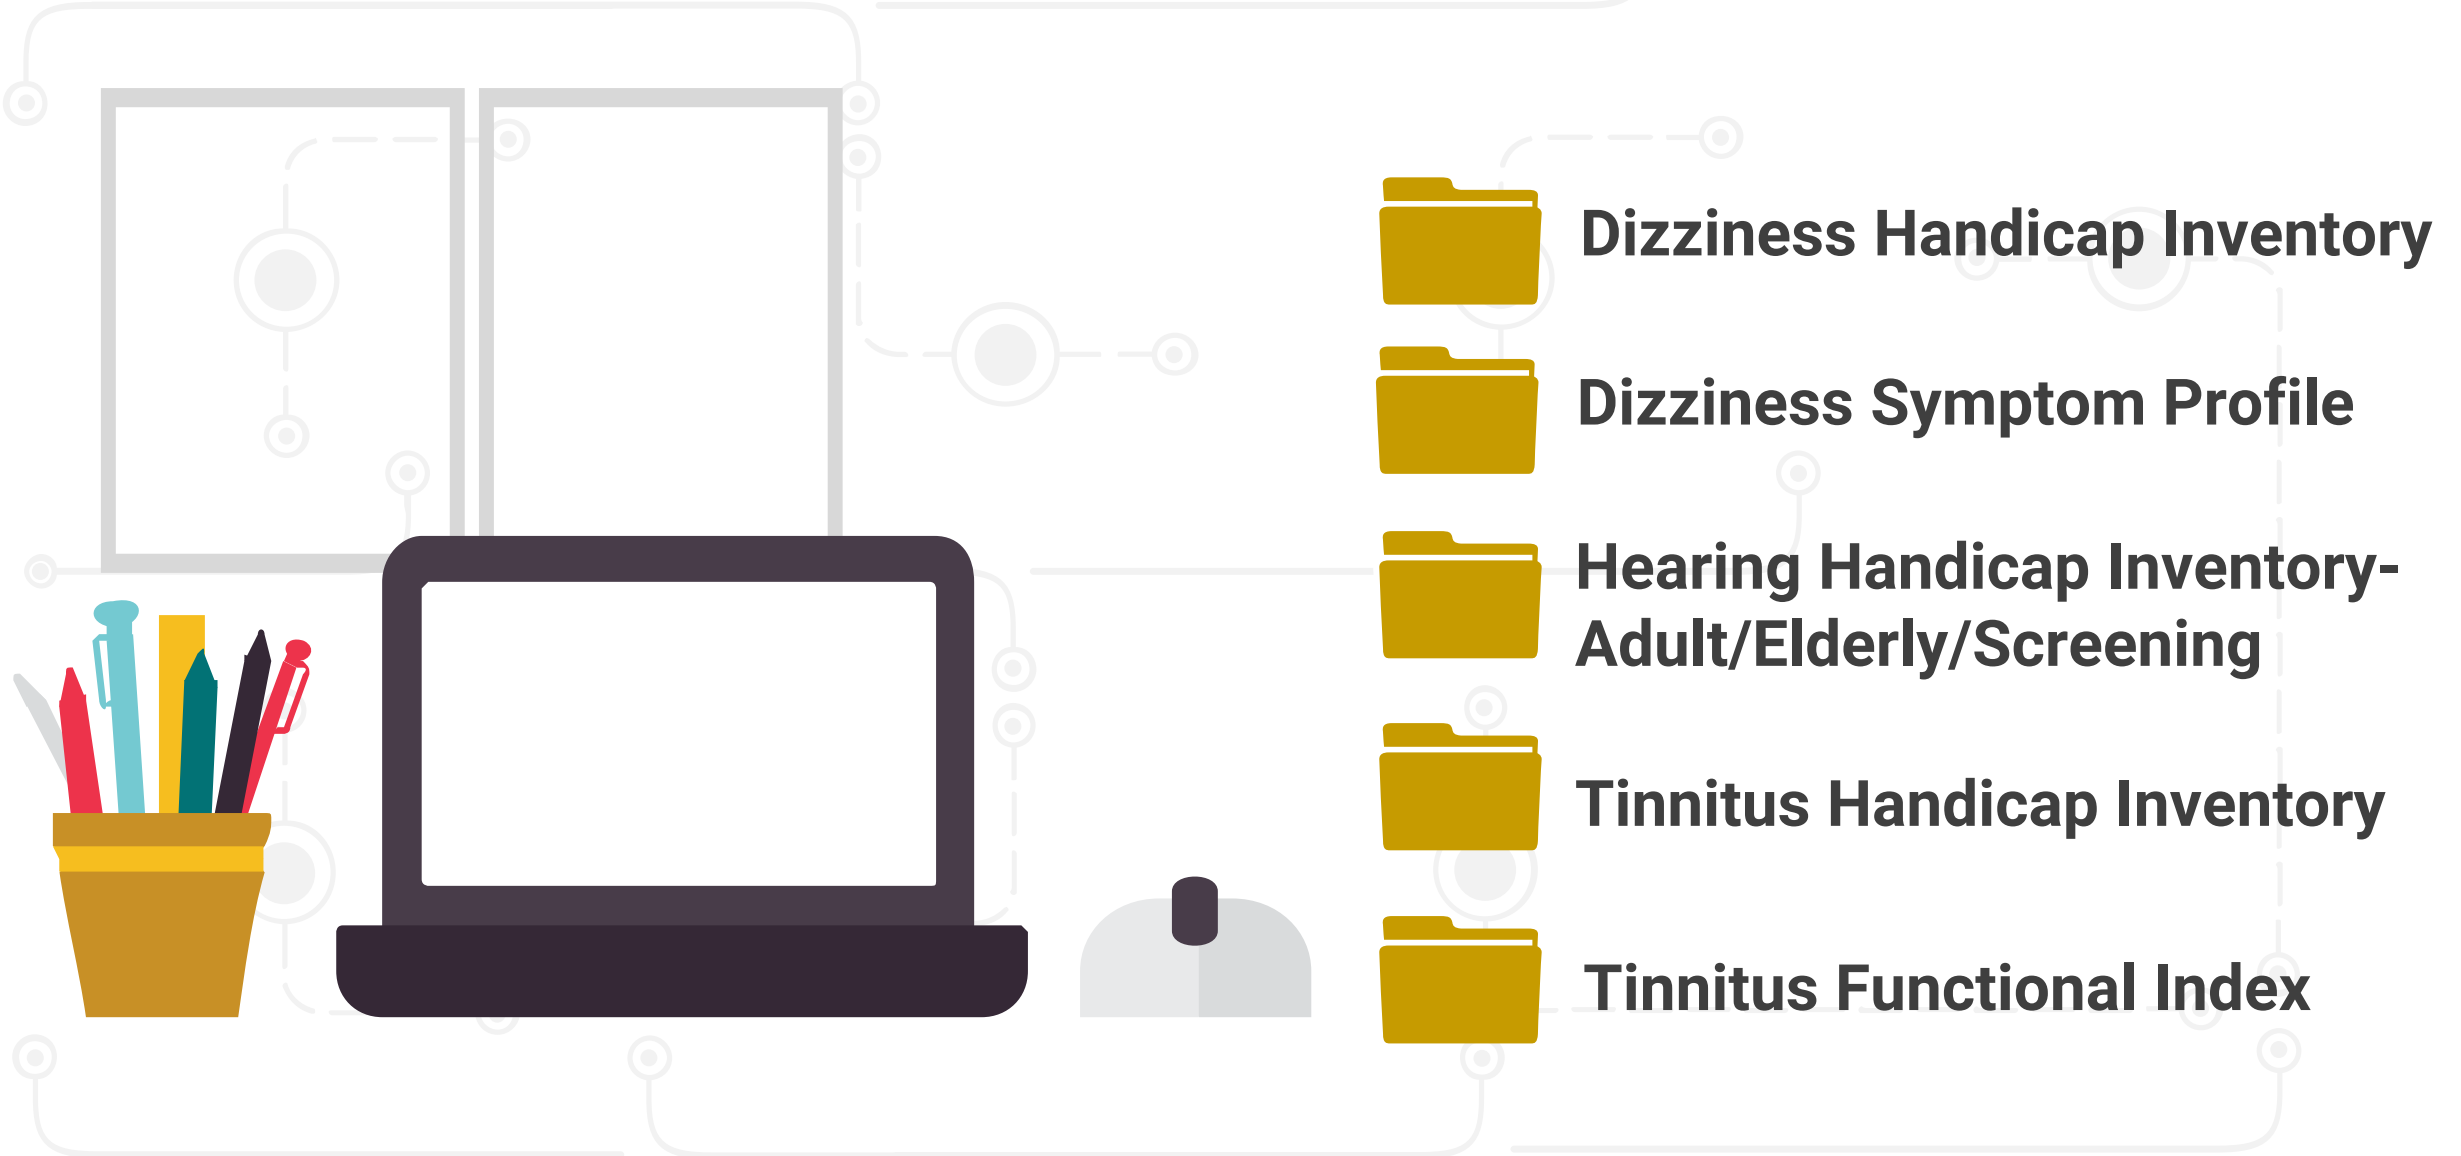 Dizziness Handicap Inventory
Dizziness Symptom Profile
Hearing Handicap Inventory-
Adult/Elderly/Screening
Tinnitus Handicap Inventory
Tinnitus Functional Index